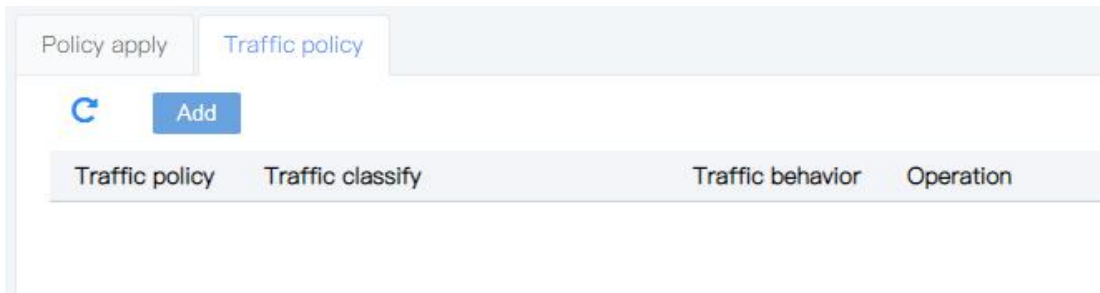 Policy apply Traffic policy
Add
Traffic policy Traffic classify Traffic behavior Operation